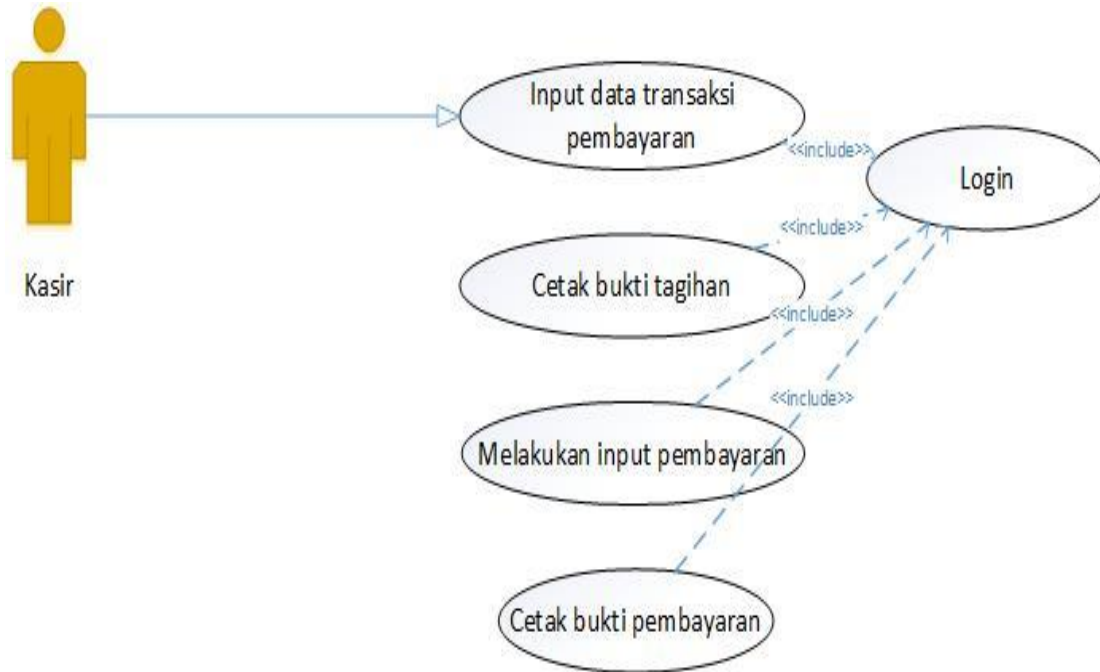 Input data transaksi
pembayaran
<<include>>
Login
<<include>>
Kasir
Cetak bukti tagihan
<<include>>
<<include>>
Melakukan input pembayaran
Cetak bukti pembayaran